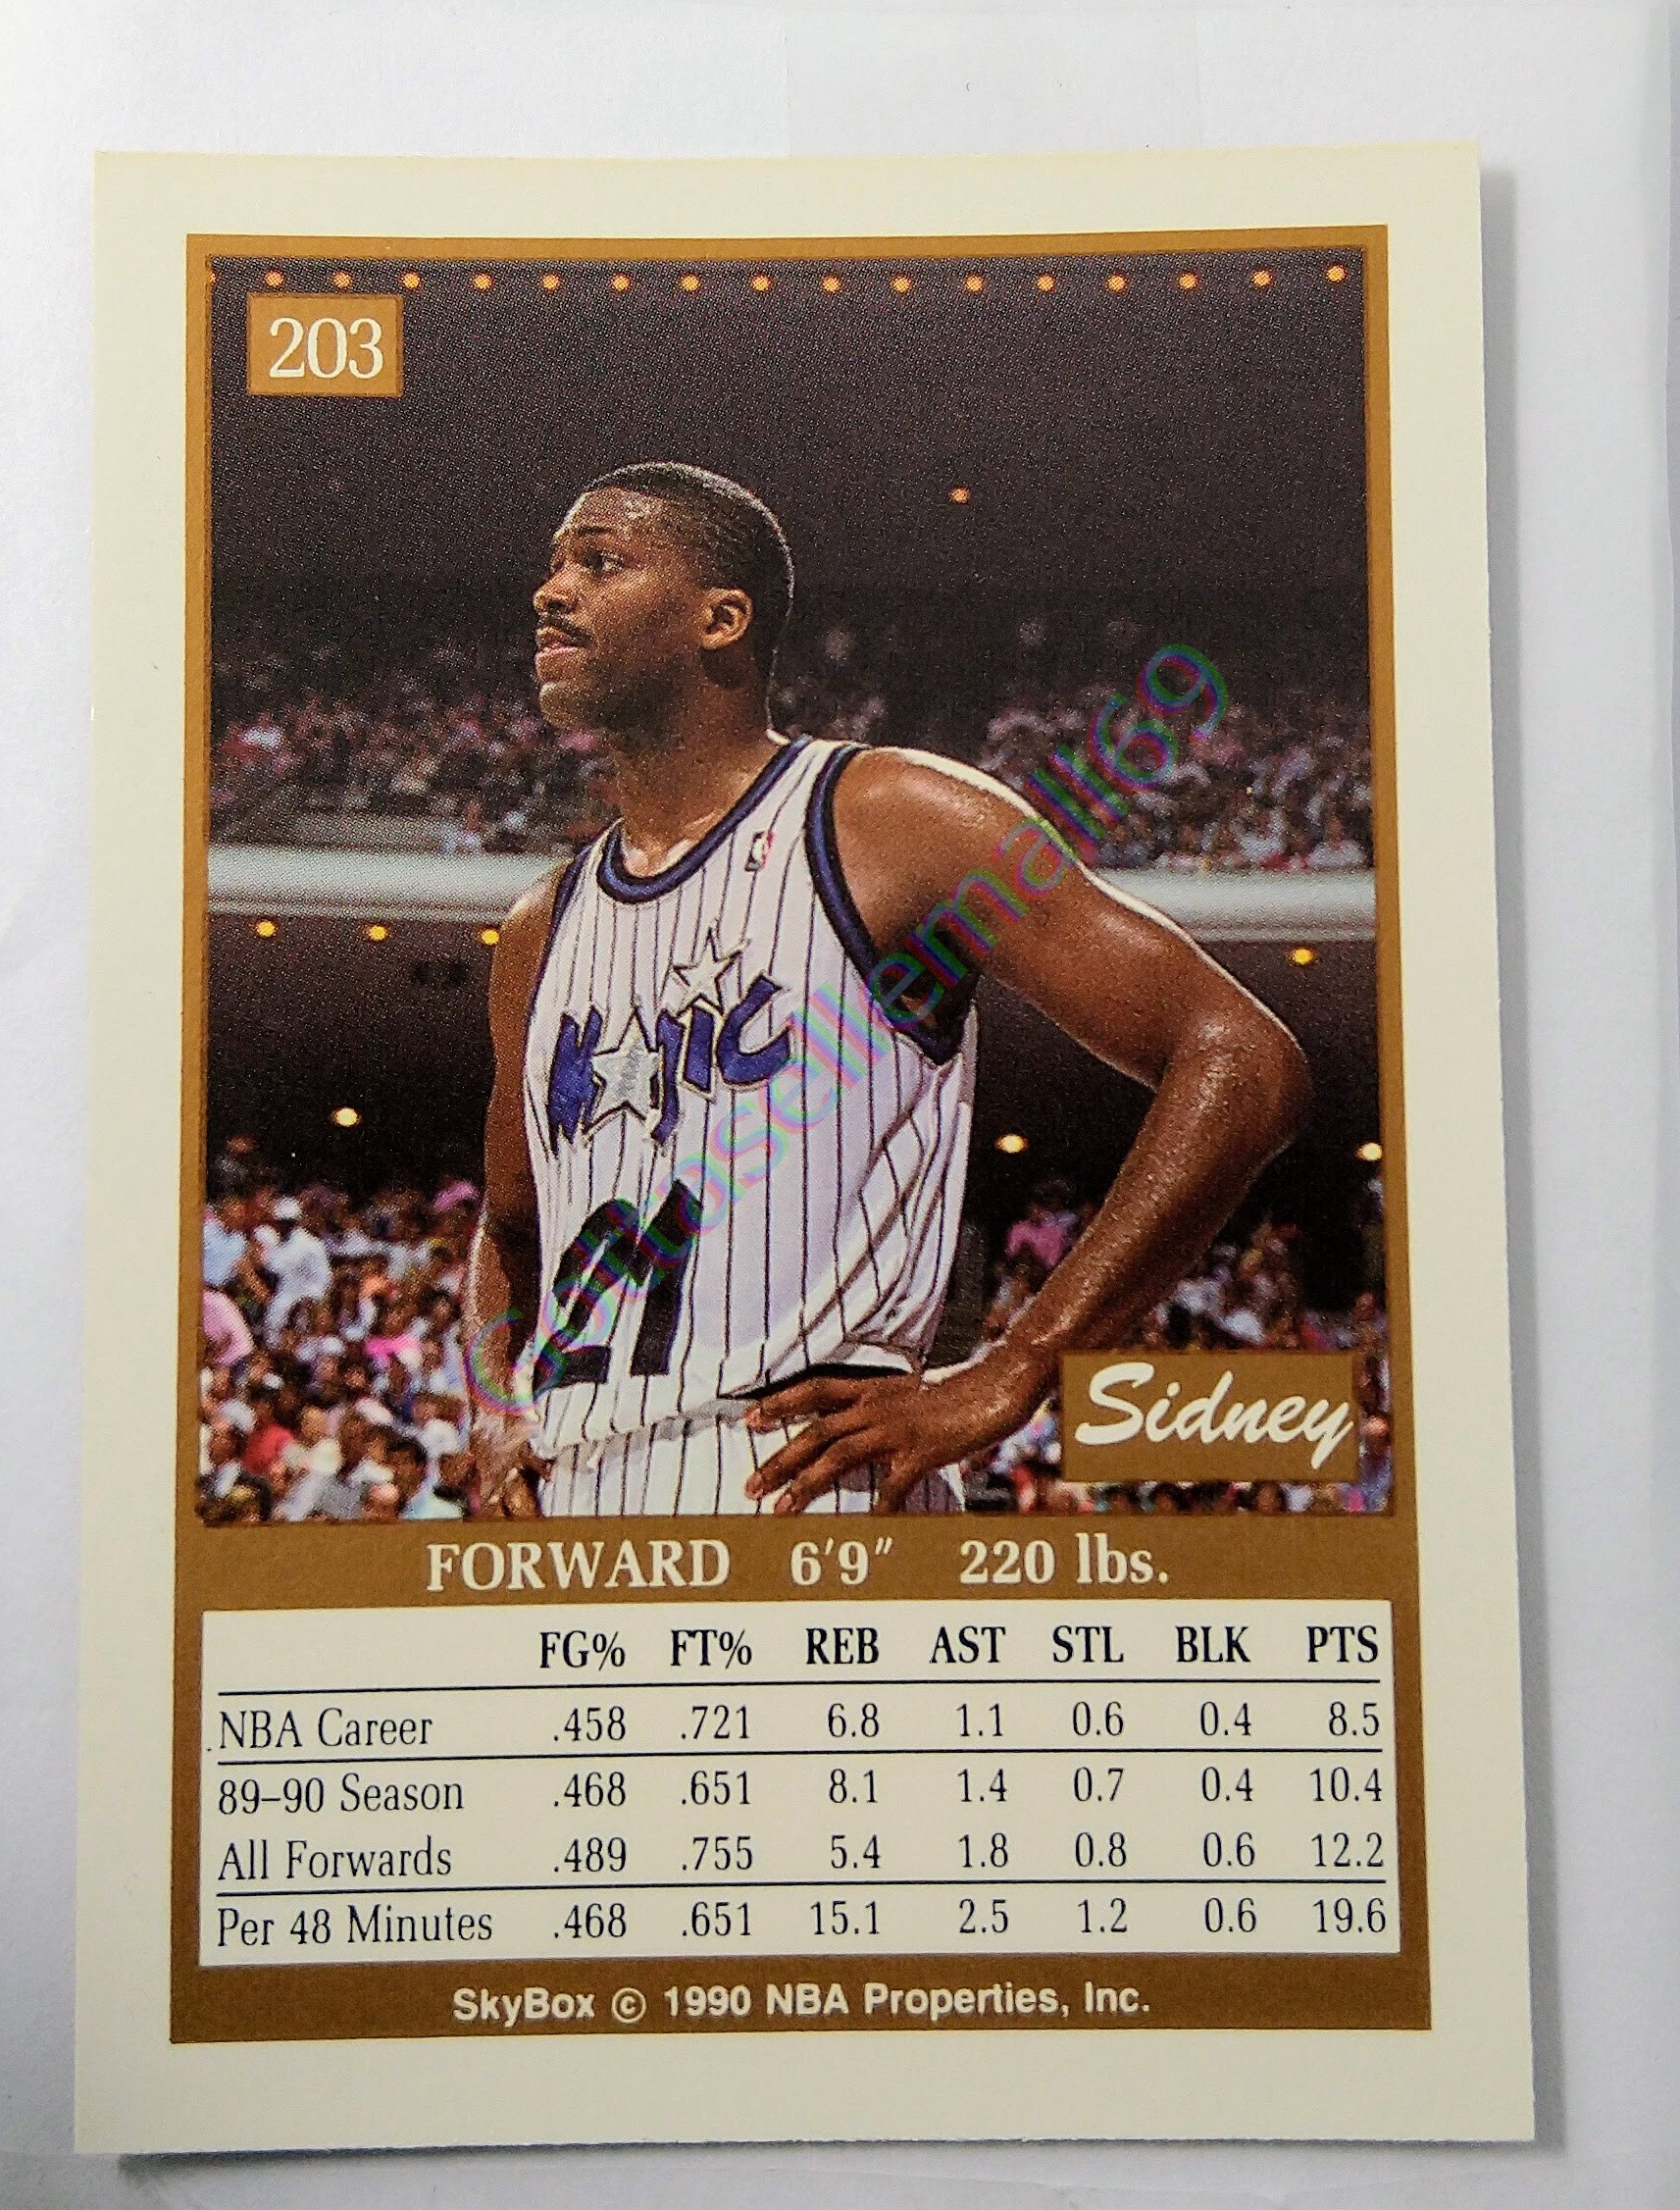 203
MAGIC
21
Gottasellemall69
Sidney
FORWARD 6'9" 220 lbs.
FG% FT% REB AST STL BLK PTS
NBA Career .458 .721 6.8 1.1 0.6 0.4 8.5
89–90 Season .468 .651 8.1 1.4 0.7 0.4 10.4
All Forwards .489 .755 5.4 1.8 0.8 0.6 12.2
Per 48 Minutes .468 .651 15.1 2.5 1.2 0.6 19.6
SkyBox © 1990 NBA Properties, Inc.